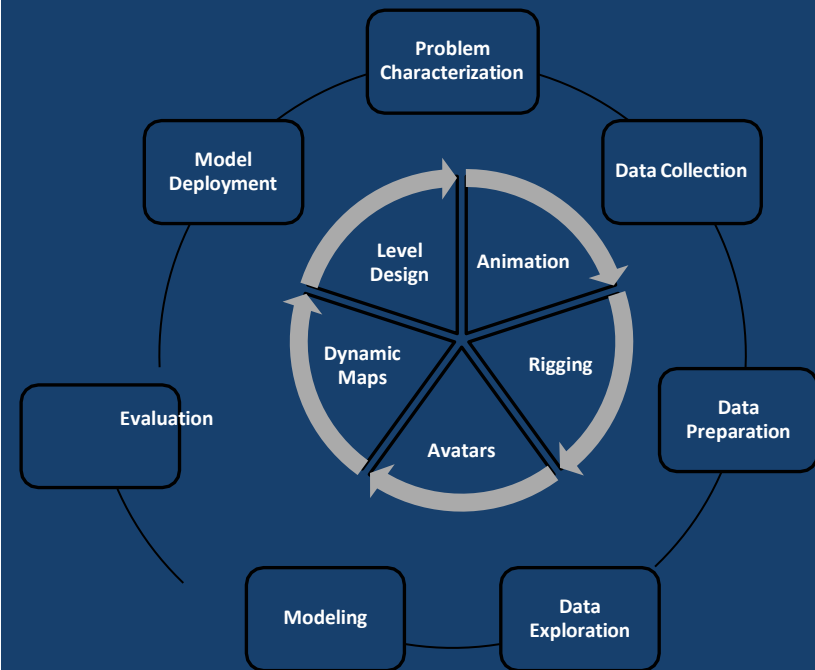 Problem
Characterization
Data Collection
Data
Preparation
Data
Exploration
Modeling
Evaluation
Model
Deployment
Animation
Rigging
Avatars
Dynamic
Maps
Level
Design